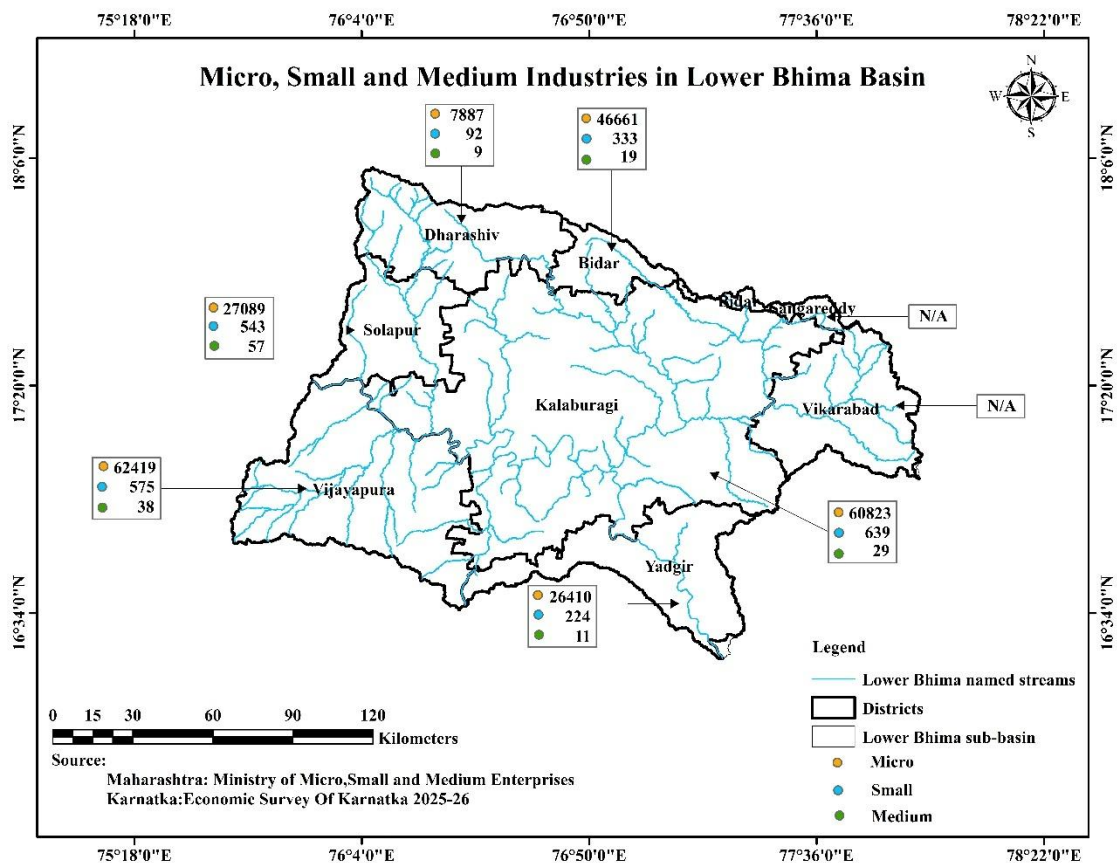 75°18'0"E 76°4'0"E 76°50'0"E 77°36'0"E 78°22'0"E
Micro, Small and Medium Industries in Lower Bhima Basin
N
W E
S
18°6'0"N
18°6'0"N
7887
92
9
46661
333
19
Dharashiv
Bidar
Bidar
Sangareddy
N/A
27089
543
57
Solapur
17°20'0"N
17°20'0"N
Kalaburagi
Vikarabad
N/A
62419
575
38
Vijayapura
60823
639
29
Yadgir
26410
224
11
16°34'0"N
16°34'0"N
Legend
Lower Bhima named streams
Districts
Lower Bhima sub-basin
Micro
Small
Medium
0 15 30 60 90 120
Kilometers
Source:
Maharashtra: Ministry of Micro,Small and Medium Enterprises
Karnatka:Economic Survey Of Karnatka 2025-26
75°18'0"E 76°4'0"E 76°50'0"E 77°36'0"E 78°22'0"E